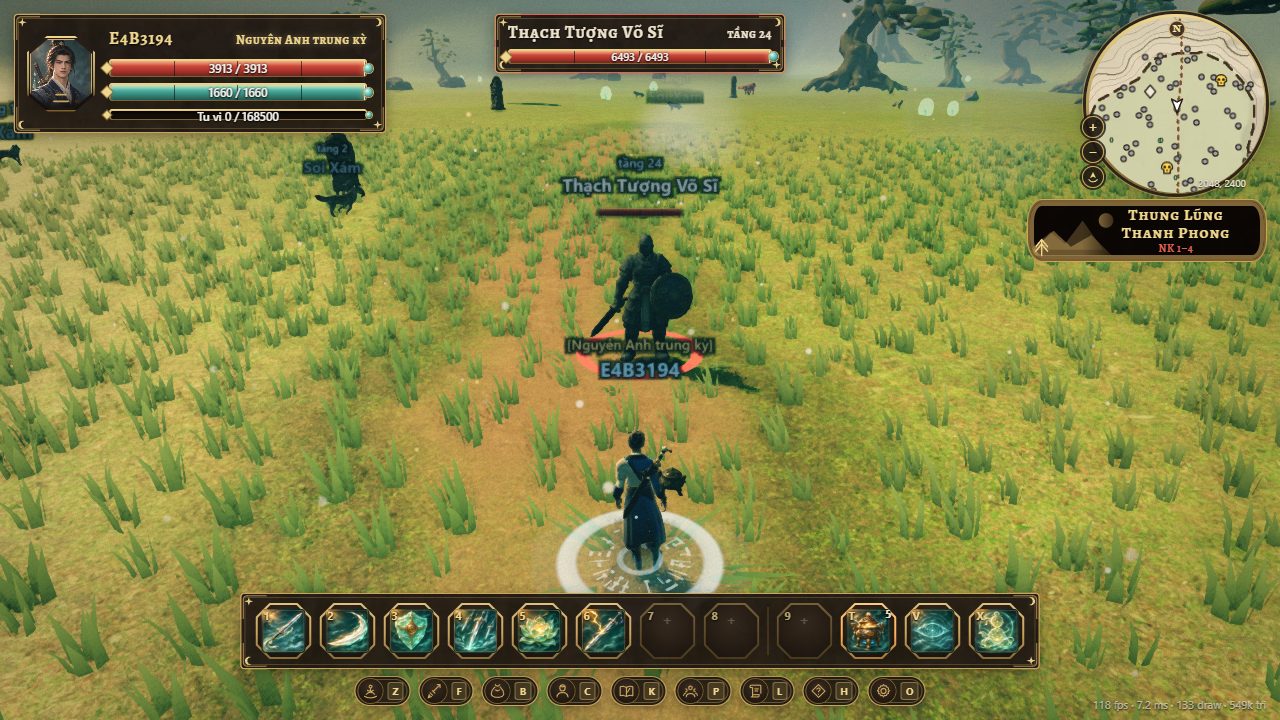 E4B3194
Nguyên Anh trung kỳ
3913 / 3913
1660 / 1660
Tu vi 0 / 168500
Thạch Tượng Võ Sĩ
tầng 24
6493 / 6493
N
+
−
2048, 2400
Thung Lũng
Thanh Phong
NK 1–4
tầng 2
Sói Xám
tầng 24
Thạch Tượng Võ Sĩ
[Nguyên Anh trung kỳ]
E4B3194
1 2 3 4 5 6 7 8 9 T 5 V X
Z F B C K P L H O
118 fps · 7.2 ms · 133 draw · 549k tri